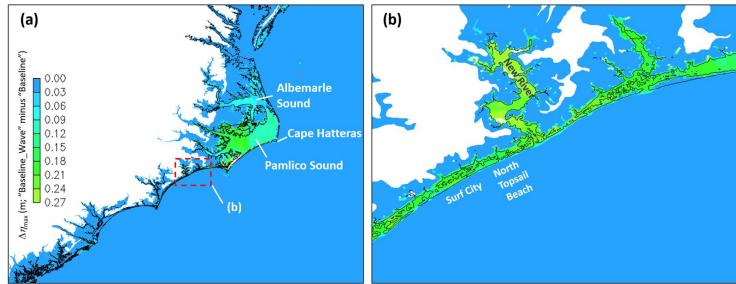 (a)
0.00
0.03
0.06
0.09
0.12
0.15
0.18
0.21
0.24
0.27
Δηmax (m; "Baseline_Wave" minus "Baseline")
Albemarle
Sound
Cape Hatteras
Pamlico Sound
(b)
(b)
New River
Surf City
North
Topsail
Beach